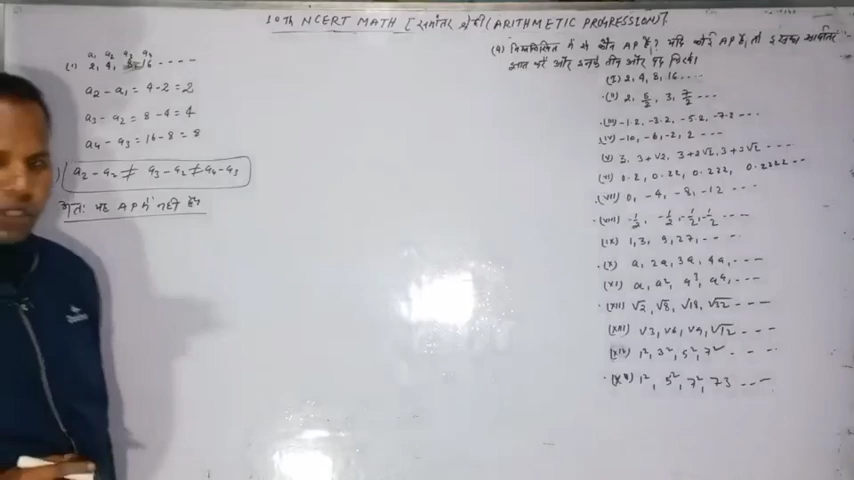 10th NCERT MATH [समांतर श्रेढ़ी (ARITHMETIC PROGRESSION)]
a₁ a₂ a₃ a₄
(i) 2, 4, 8, 16 ----
a₂ - a₁ = 4 - 2 = 2
a₃ - a₂ = 8 - 4 = 4
a₄ - a₃ = 16 - 8 = 8
a₂ - a₁ ≠ a₃ - a₂ ≠ a₄ - a₃
अतः यह AP में नहीं है
(4) निम्नलिखित में से कौन AP है? यदि कोई AP है, तो इसका सार्वअंतर
ज्ञात करें और इनके तीन और पद लिखें।
(I) 2, 4, 8, 16 ----
(ii) 2, 5/2, 3, 7/2 ----
(iii) -1.2, -3.2, -5.2, -7.2 ---
(iv) -10, -6, -2, 2 ---
(v) 3, 3+√2, 3+2√2, 3+3√2 ---
(vi) 0.2, 0.22, 0.222, 0.2222 ---
(vii) 0, -4, -8, -12 ---
(viii) -1/2, -1/2, -1/2, -1/2 ----
(ix) 1, 3, 9, 27, ----
(x) a, 2a, 3a, 4a, ---
(xi) a, a², a³, a⁴, ---
(xii) √2, √8, √18, √32 ----
(xiii) √3, √6, √9, √12 ----
(xiv) 1², 3², 5², 7² ---
(xv) 1², 5², 7², 73 ---